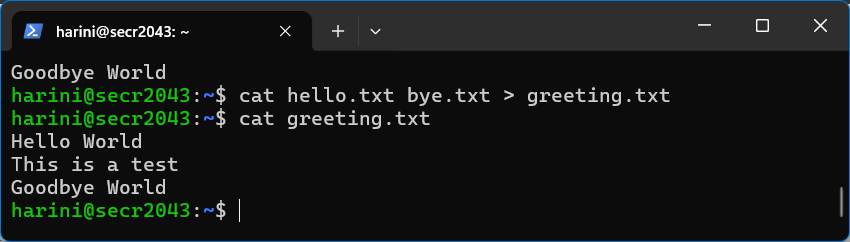 harini@secr2043: ~
Goodbye World
harini@secr2043:~$ cat hello.txt bye.txt > greeting.txt
harini@secr2043:~$ cat greeting.txt
Hello World
This is a test
Goodbye World
harini@secr2043:~$